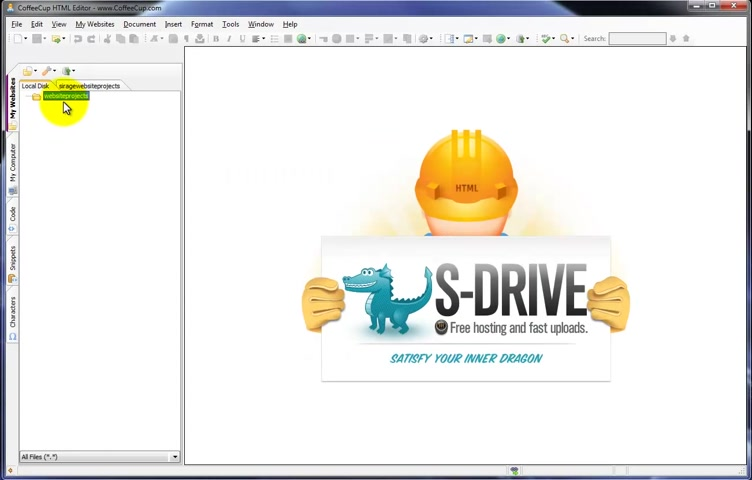 CoffeeCup HTML Editor - www.CoffeeCup.com
File Edit View My Websites Document Insert Format Tools Window Help
B I U
Search:
Local Disk siragewebsiteprojects
websiteprojects
My Websites
My Computer
Code
Snippets
Characters
HTML
S-DRIVE
Free hosting and fast uploads.
SATISFY YOUR INNER DRAGON
All Files (*.*)